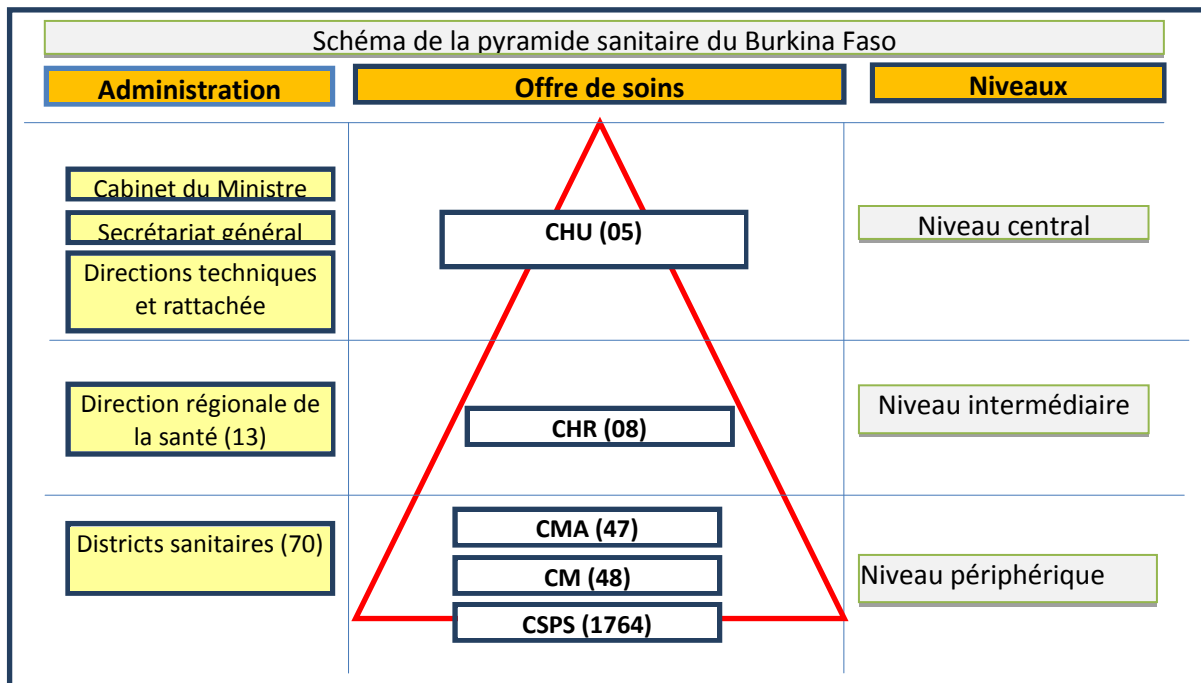 Schéma de la pyramide sanitaire du Burkina Faso
Administration
Offre de soins
Niveaux
Cabinet du Ministre
Secrétariat général
Directions techniques
et rattachée
CHU (05)
Niveau central
Direction régionale de
la santé (13)
CHR (08)
Niveau intermédiaire
Districts sanitaires (70)
CMA (47)
CM (48)
CSPS (1764)
Niveau périphérique